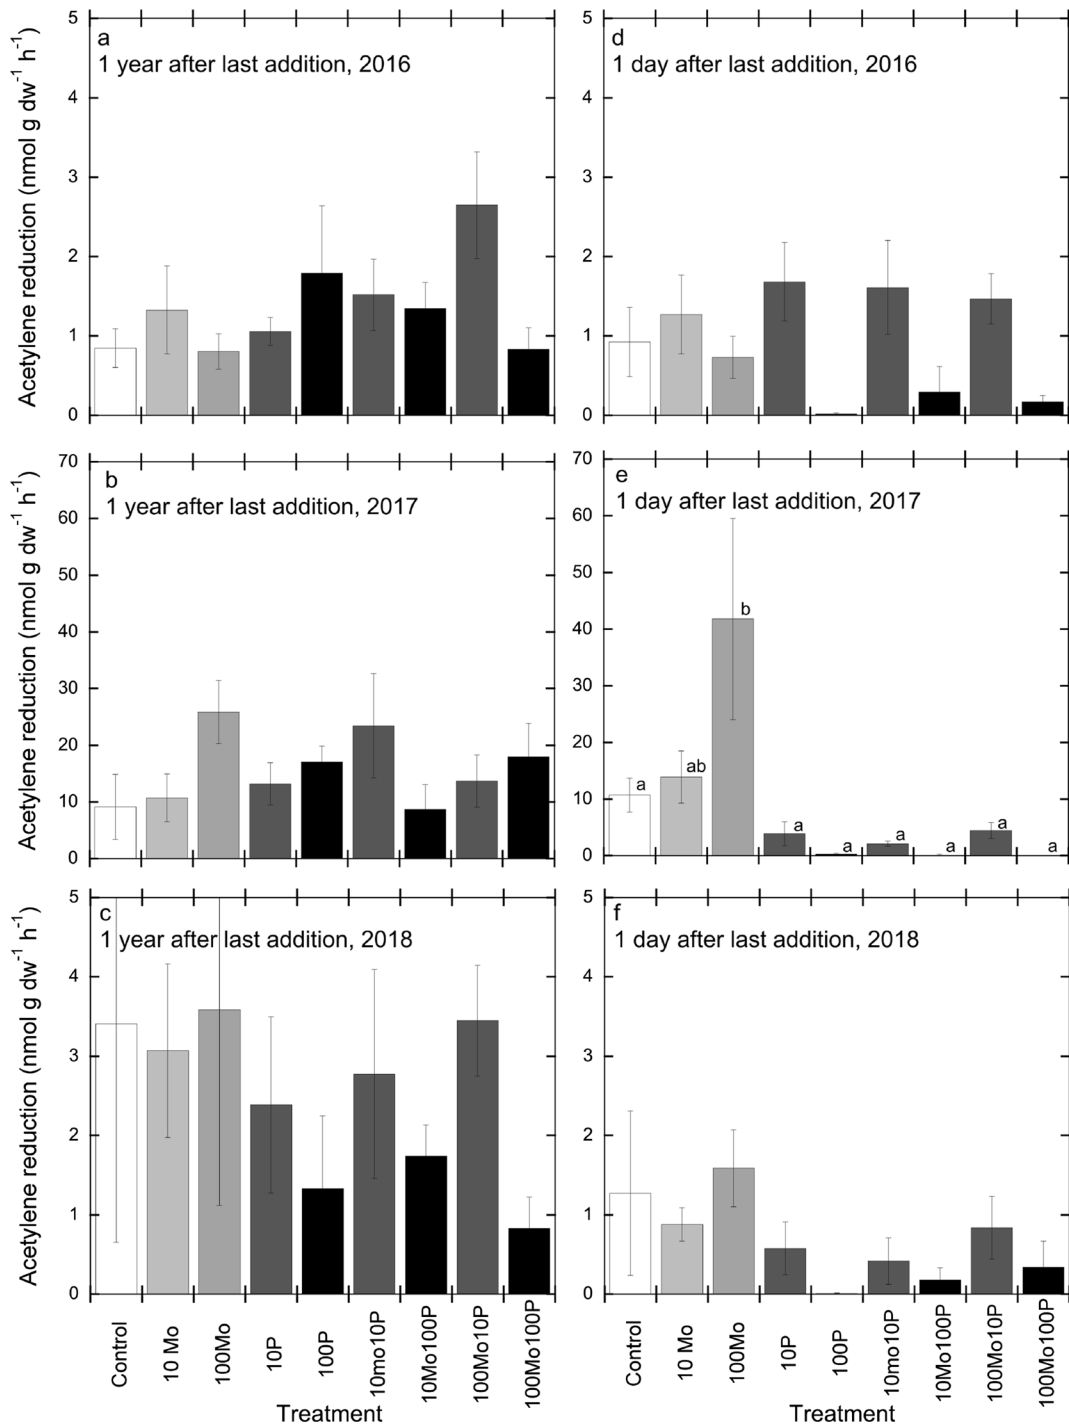 a
1 year after last addition, 2016
Acetylene reduction (nmol g dw⁻¹ h⁻¹)
5
4
3
2
1
0
d
1 day after last addition, 2016
5
4
3
2
1
0
b
1 year after last addition, 2017
Acetylene reduction (nmol g dw⁻¹ h⁻¹)
70
60
50
40
30
20
10
0
e
1 day after last addition, 2017
70
60
50
40
30
20
10
0
a
ab
b
a
a
a
a
a
a
c
1 year after last addition, 2018
Acetylene reduction (nmol g dw⁻¹ h⁻¹)
5
4
3
2
1
0
Control
10 Mo
100Mo
10P
100P
10mo10P
10Mo100P
100Mo10P
100Mo100P
Treatment
f
1 day after last addition, 2018
5
4
3
2
1
0
Control
10 Mo
100Mo
10P
100P
10mo10P
10Mo100P
100Mo10P
100Mo100P
Treatment